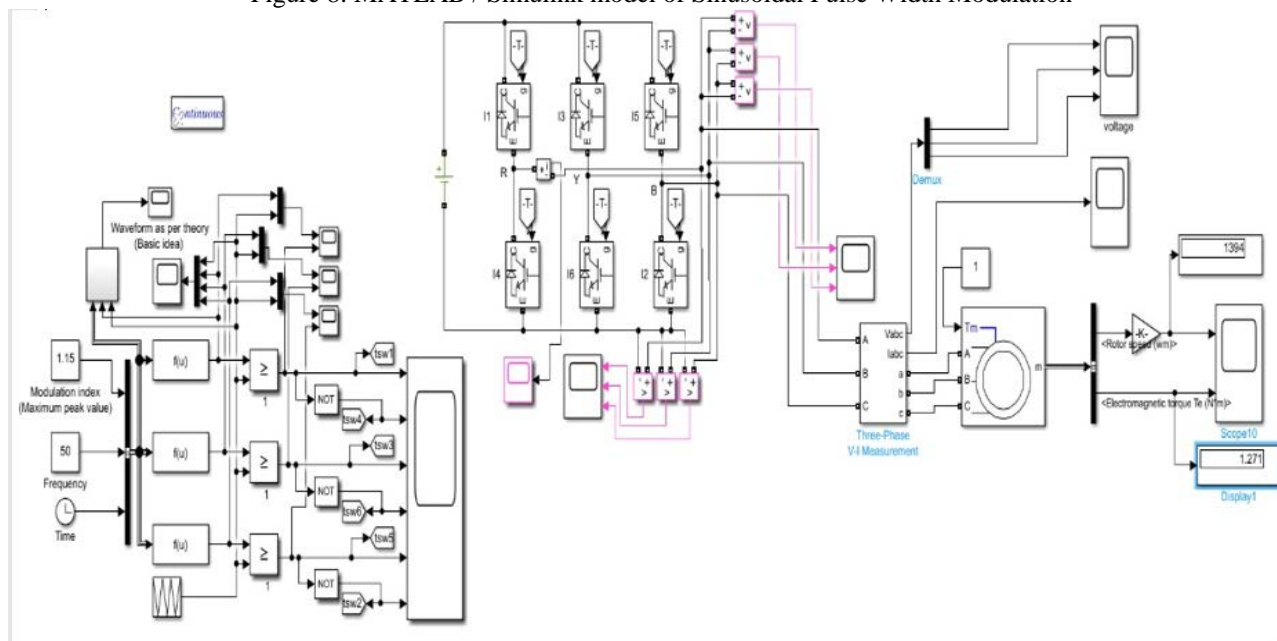 Figure 8. MATLAB / Simulink model of Sinusoidal Pulse Width Modulation
Continuous
Waveform as per theory
(Basic idea)
1.15
Modulation index
(Maximum peak value)
50
Frequency
Time
f(u)
f(u)
f(u)
≥
1
≥
1
≥
1
NOT
NOT
NOT
tsw1
tsw4
tsw3
tsw6
tsw5
tsw2
-T-
-T-
-T-
I1
I3
I5
g
C
E
g
C
E
g
C
E
R
Y
B
-T-
-T-
-T-
I4
I6
I2
g
C
E
g
C
E
g
C
E
+
-
v
+
-
v
+
-
v
Demux
voltage
1
Vabc
Iabc
A
a
B
b
C
c
Three-Phase
V-I Measurement
Tm
A
B
C
m
-K-
<Rotor speed (wm)>
<Electromagnetic torque Te (N*m)>
1394
Scope10
1.271
Display1